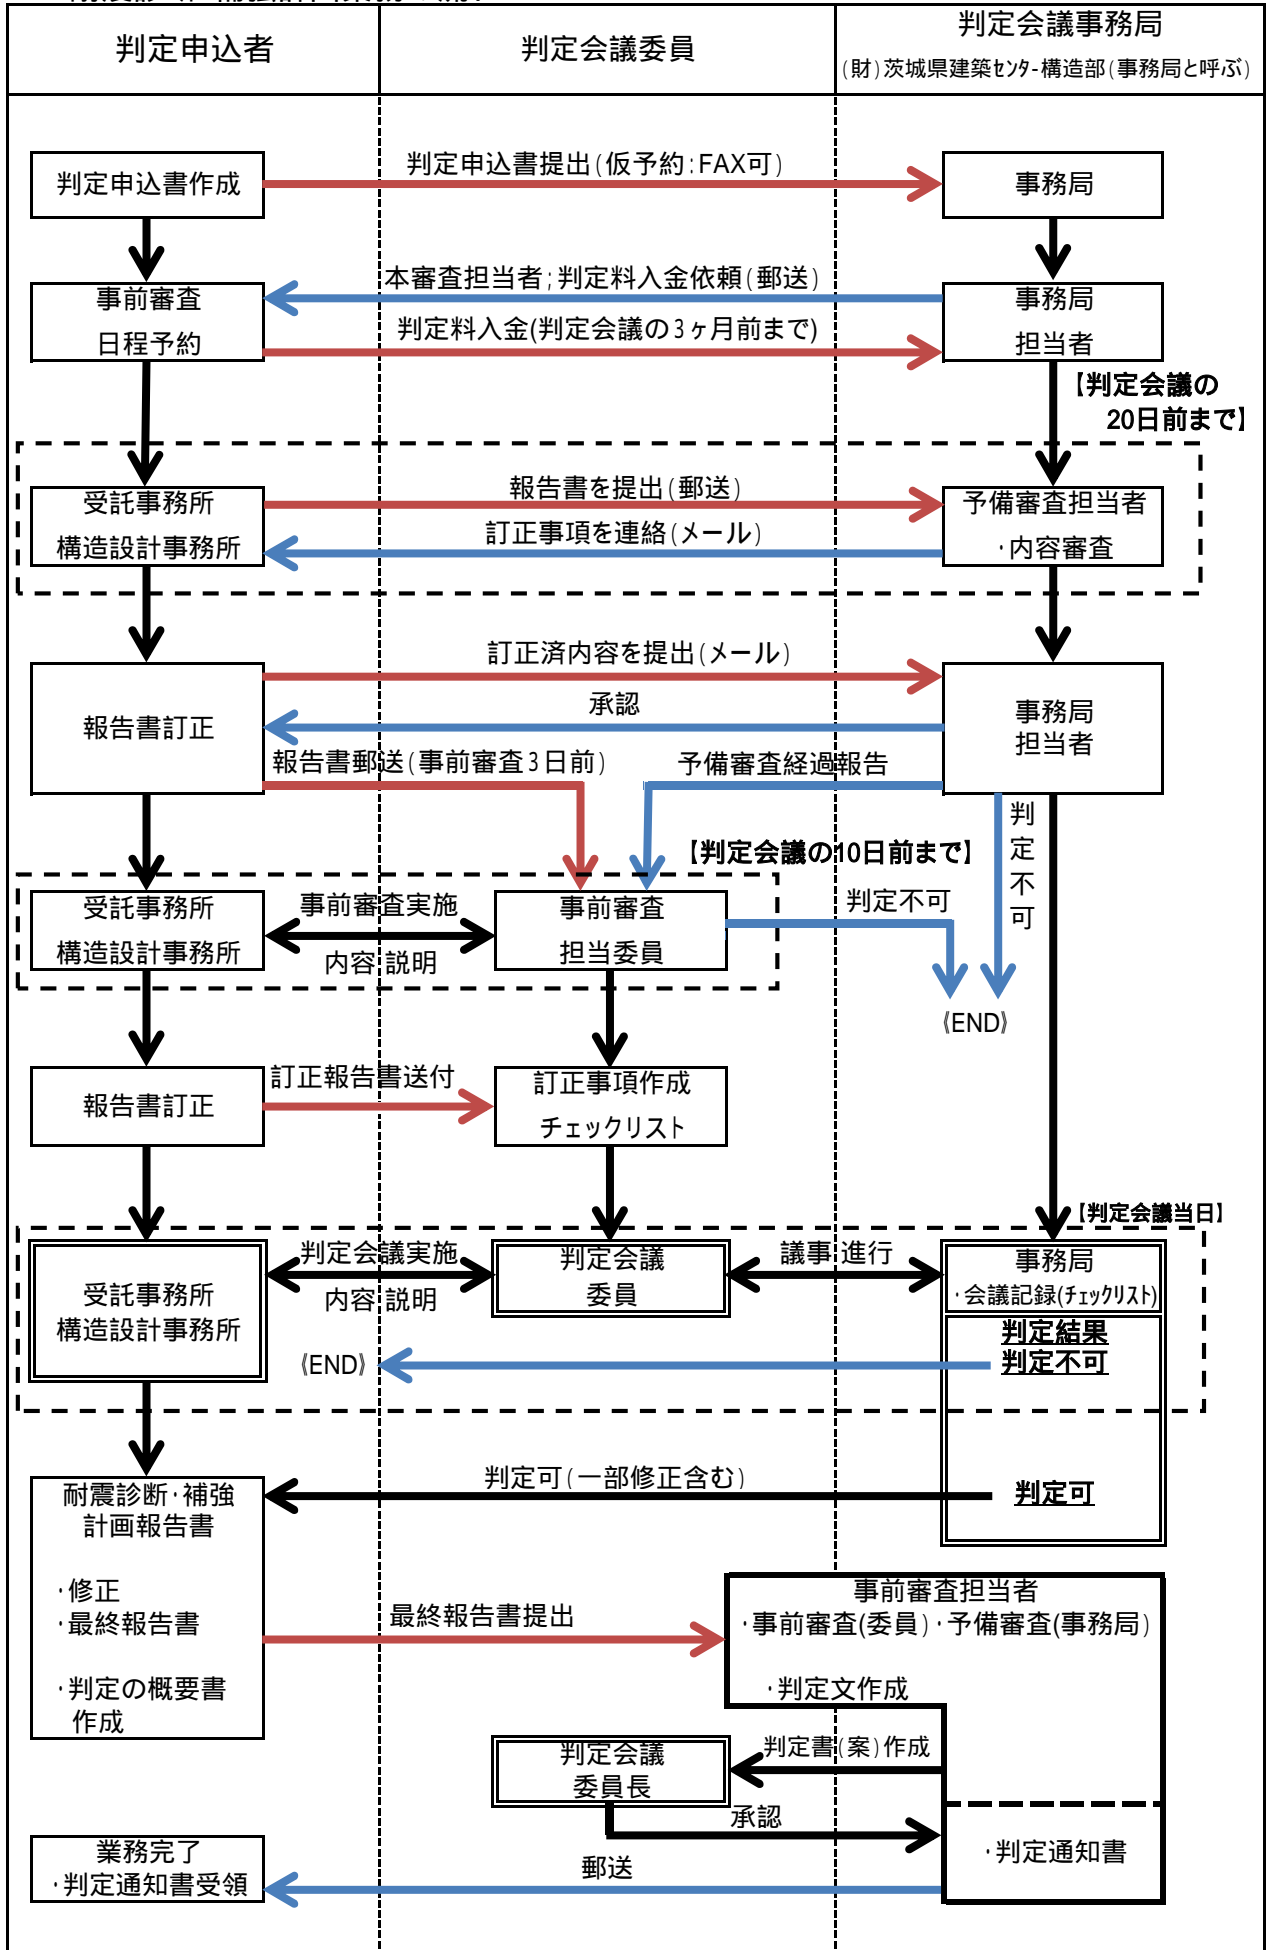 判定申込者
判定会議委員
判定会議事務局
(財)茨城県建築ｾﾝﾀｰ構造部(事務局と呼ぶ)
判定申込書作成
判定申込書提出(仮予約:FAX可)
事務局
本審査担当者;判定料入金依頼(郵送)
事前審査
日程予約
判定料入金(判定会議の3ヶ月前まで)
事務局
担当者
【判定会議の
20日前まで】
受託事務所
構造設計事務所
報告書を提出(郵送)
訂正事項を連絡(メール)
予備審査担当者
・内容審査
訂正済内容を提出(メール)
承認
報告書訂正
事務局
担当者
報告書郵送(事前審査3日前)
予備審査経過報告
判定不可
【判定会議の10日前まで】
受託事務所
構造設計事務所
事前審査実施
内容 説明
事前審査
担当委員
判定不可
《END》
報告書訂正
訂正報告書送付
訂正事項作成
チェックリスト
【判定会議当日】
受託事務所
構造設計事務所
判定会議実施
内容 説明
判定会議
委員
議事 進行
事務局
・会議記録(ﾁｪｯｸﾘｽﾄ)
判定結果
判定不可
《END》
判定可(一部修正含む)
判定可
耐震診断・補強
計画報告書
・修正
・最終報告書
・判定の概要書
作成
最終報告書提出
事前審査担当者
・事前審査(委員)・予備審査(事務局)
・判定文作成
判定書(案)作成
判定会議
委員長
承認
・判定通知書
業務完了
・判定通知書受領
郵送